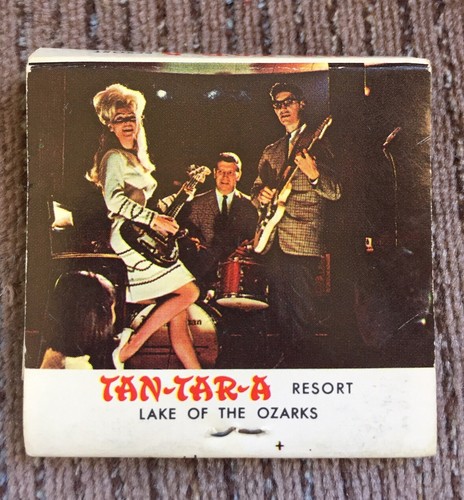 TAN-TAR-A RESORT
LAKE OF THE OZARKS